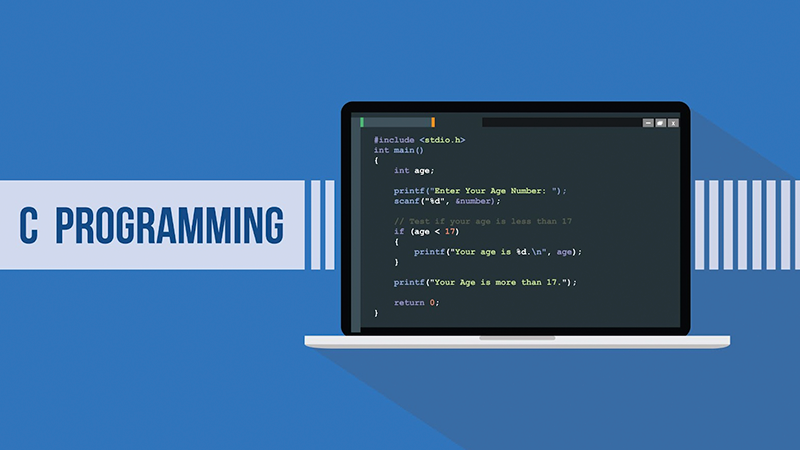 C PROGRAMMING
#include <stdio.h>
int main()
{
    int age;
    printf("Enter Your Age Number: ");
    scanf("%d", &number);
    // Test if your age is less than 17
    if (age < 17)
    {
        printf("Your age is %d.\n", age);
    }
    printf("Your Age is more than 17.");
    return 0;
}